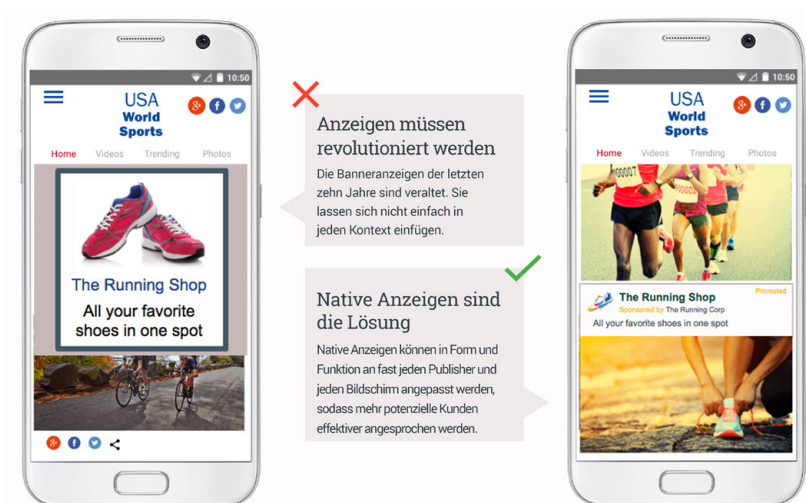 10:50
USA
World
Sports
Home Videos Trending Photos
The Running Shop
All your favorite
shoes in one spot
Anzeigen müssen
revolutioniert werden
Die Banneranzeigen der letzten
zehn Jahre sind veraltet. Sie
lassen sich nicht einfach in
jeden Kontext einfügen.
Native Anzeigen sind
die Lösung
Native Anzeigen können in Form und
Funktion an fast jeden Publisher und
jeden Bildschirm angepasst werden,
sodass mehr potenzielle Kunden
effektiver angesprochen werden.
10:50
USA
World
Sports
Home Videos Trending Photos
Promoted
The Running Shop
Sponsored by The Running Corp
All your favorite shoes in one spot